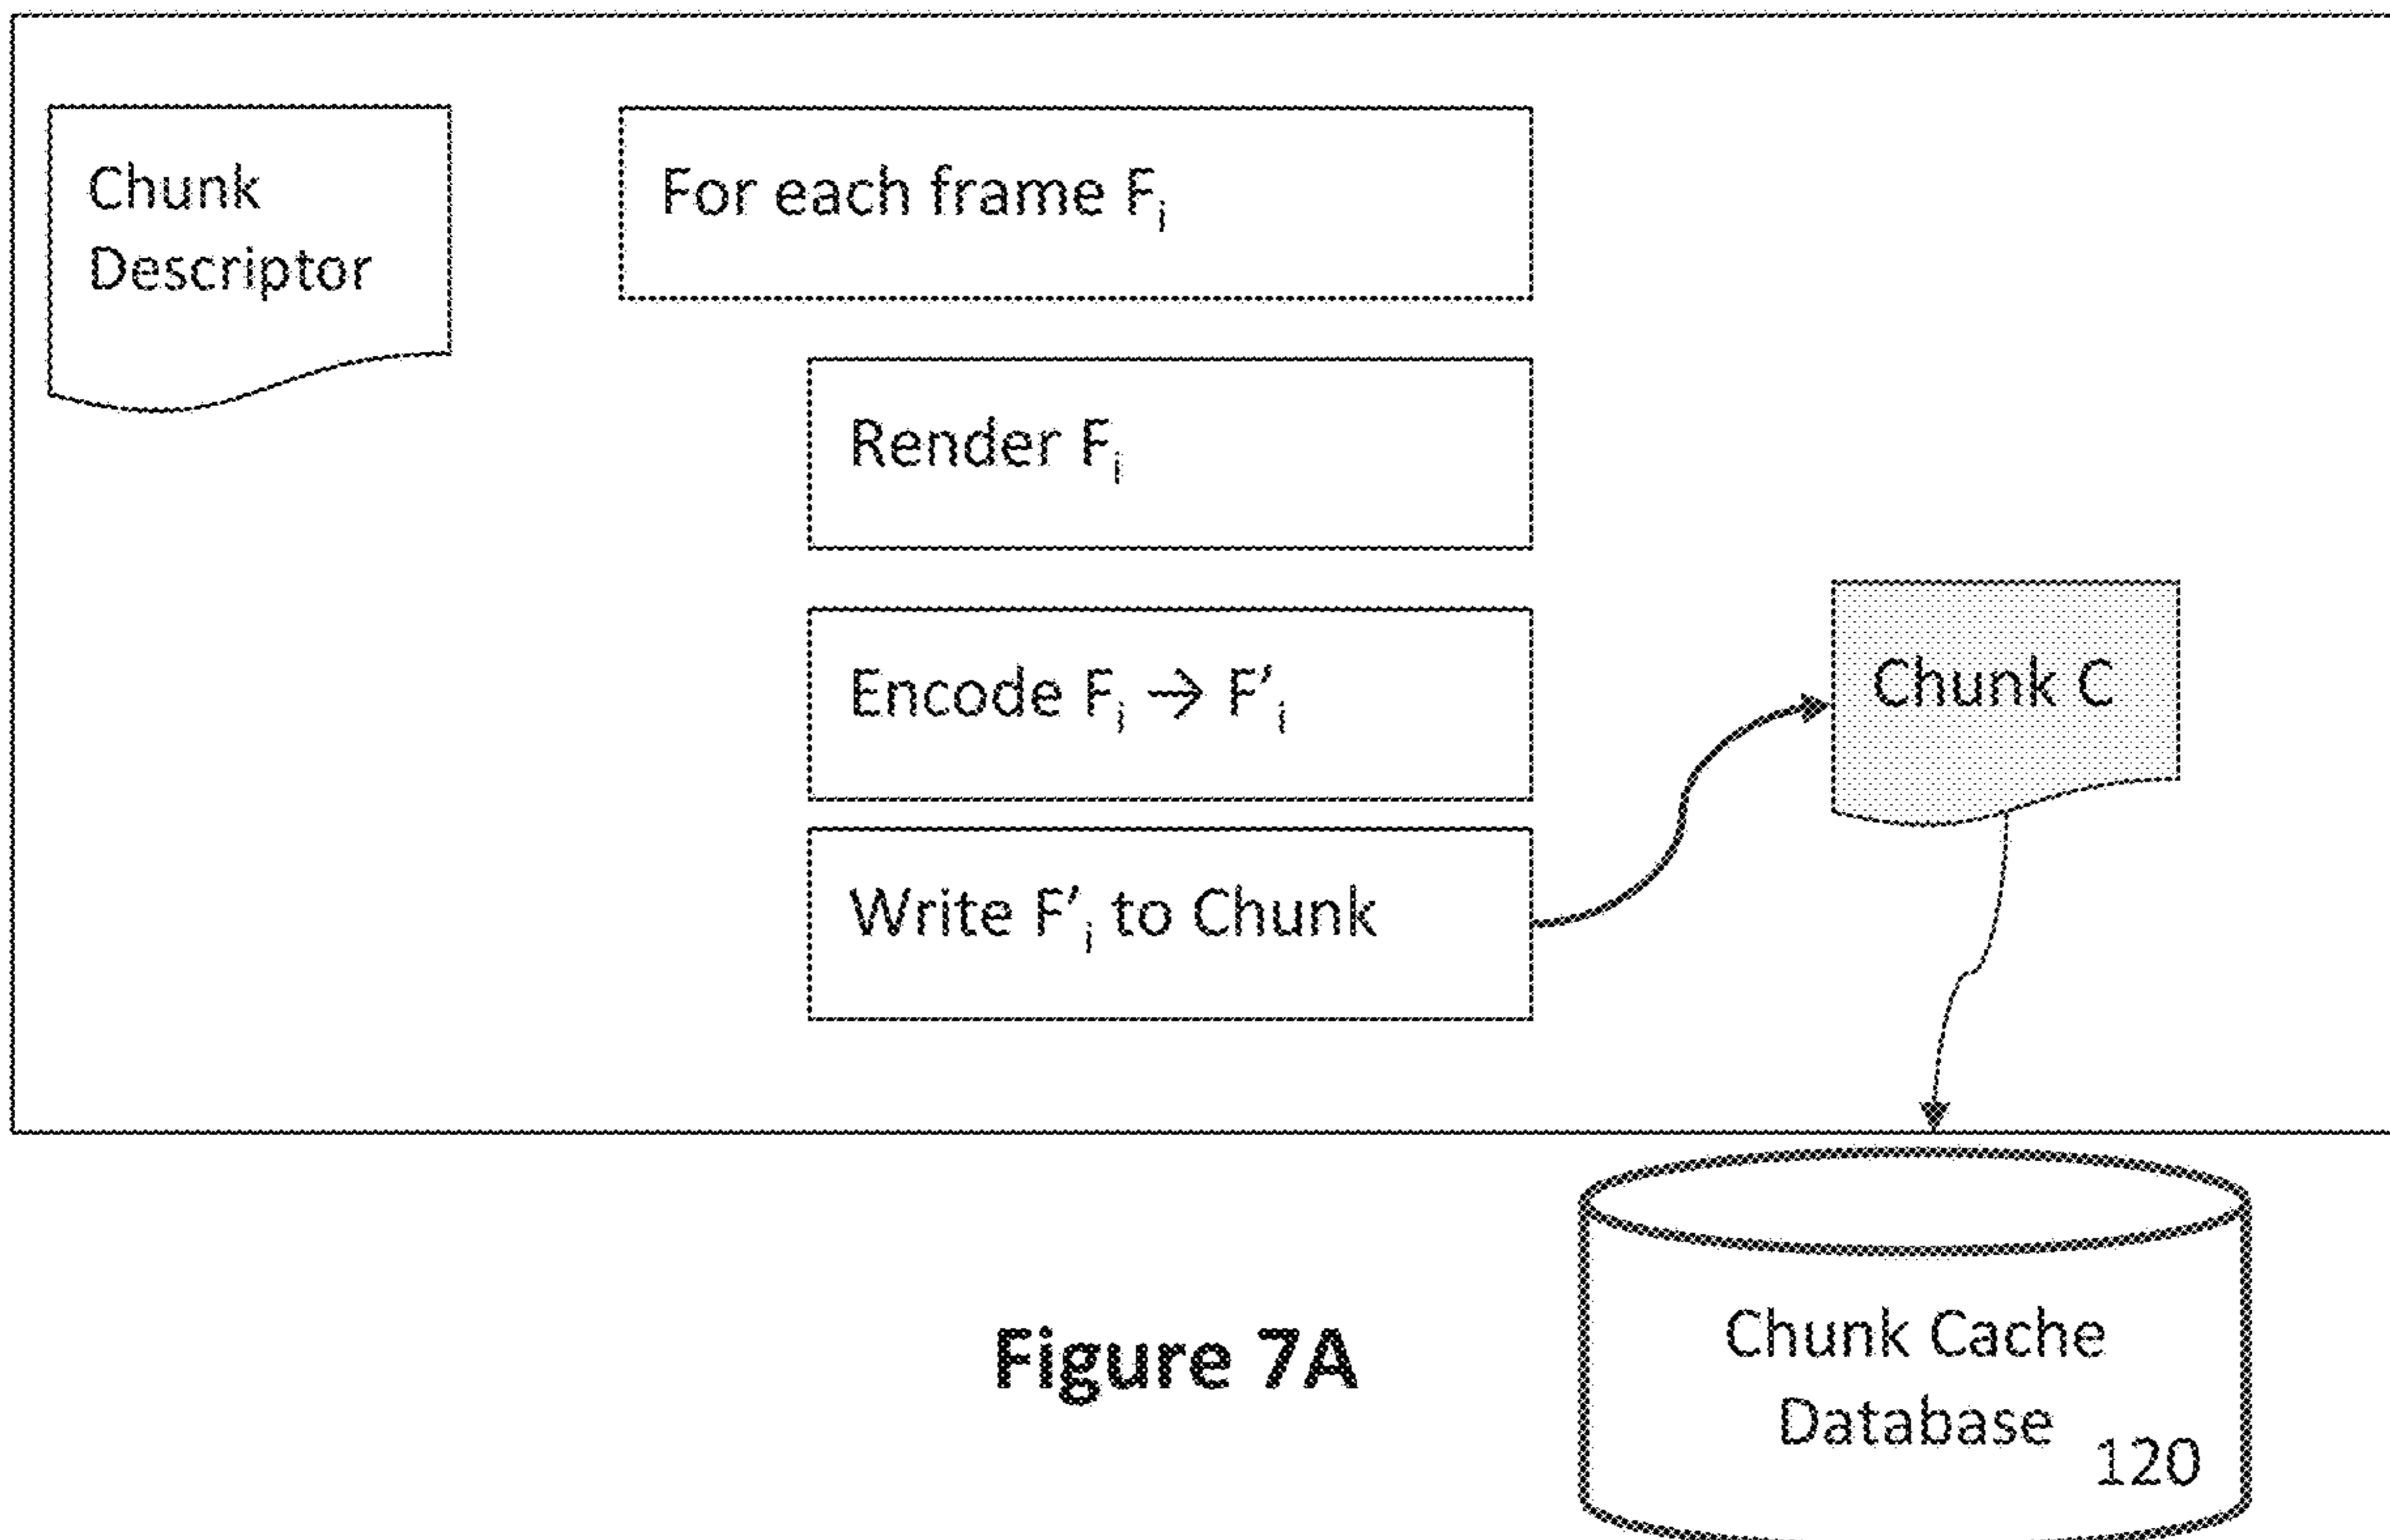 Chunk
Descriptor
For each frame Fᵢ
Render Fᵢ
Encode Fᵢ → F'ᵢ
Write F'ᵢ to Chunk
Chunk C
Chunk Cache
Database
120
Figure 7A